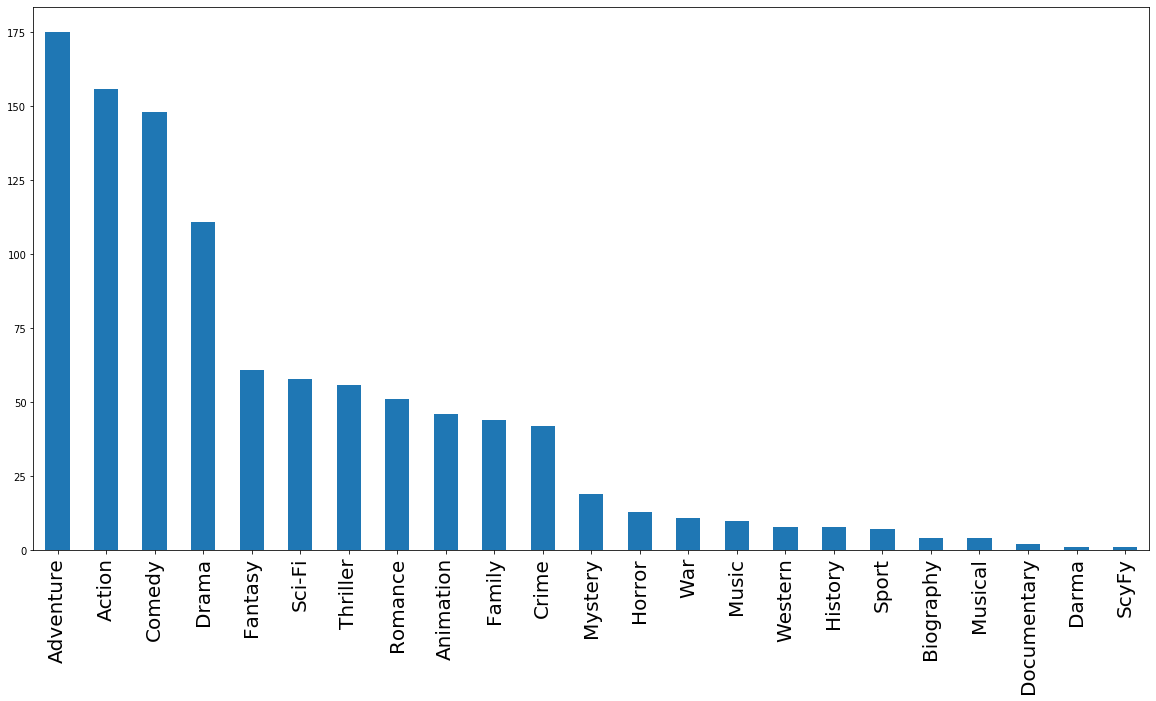 175
150
125
100
75
50
25
0
Adventure
Action
Comedy
Drama
Fantasy
Sci-Fi
Thriller
Romance
Animation
Family
Crime
Mystery
Horror
War
Music
Western
History
Sport
Biography
Musical
Documentary
Darma
ScyFy